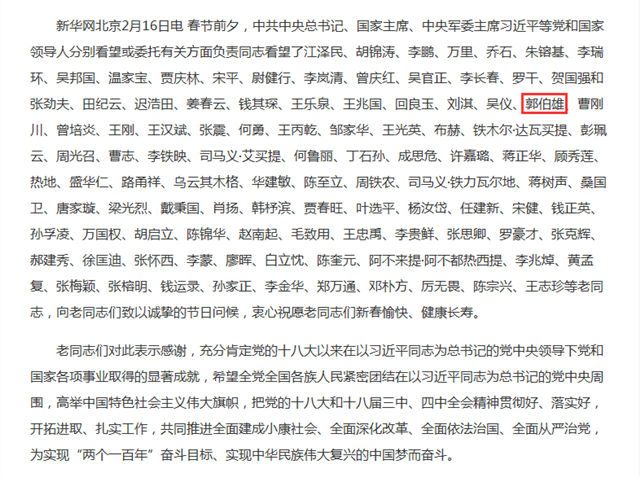 新华网北京2月16日电 春节前夕，中共中央总书记、国家主席、中央军委主席习近平等党和国家
领导人分别看望或委托有关方面负责同志看望了江泽民、胡锦涛、李鹏、万里、乔石、朱镕基、李瑞
环、吴邦国、温家宝、贾庆林、宋平、尉健行、李岚清、曾庆红、吴官正、李长春、罗干、贺国强和
张劲夫、田纪云、迟浩田、姜春云、钱其琛、王乐泉、王兆国、回良玉、刘淇、吴仪、郭伯雄、曹刚
川、曾培炎、王刚、王汉斌、张震、何勇、王丙乾、邹家华、王光英、布赫、铁木尔·达瓦买提、彭珮
云、周光召、曹志、李铁映、司马义·艾买提、何鲁丽、丁石孙、成思危、许嘉璐、蒋正华、顾秀莲、
热地、盛华仁、路甬祥、乌云其木格、华建敏、陈至立、周铁农、司马义·铁力瓦尔地、蒋树声、桑国
卫、唐家璇、梁光烈、戴秉国、肖扬、韩杼滨、贾春旺、叶选平、杨汝岱、任建新、宋健、钱正英、
孙孚凌、万国权、胡启立、陈锦华、赵南起、毛致用、王忠禹、李贵鲜、张思卿、罗豪才、张克辉、
郝建秀、徐匡迪、张怀西、李蒙、廖晖、白立忱、陈奎元、阿不来提·阿不都热西提、李兆焯、黄孟
复、张梅颖、张榕明、钱运录、孙家正、李金华、郑万通、邓朴方、厉无畏、陈宗兴、王志珍等老同
志，向老同志们致以诚挚的节日问候，衷心祝愿老同志们新春愉快、健康长寿。
老同志们对此表示感谢，充分肯定党的十八大以来在以习近平同志为总书记的党中央领导下党和
国家各项事业取得的显著成就，希望全党全国各族人民紧密团结在以习近平同志为总书记的党中央周
围，高举中国特色社会主义伟大旗帜，把党的十八大和十八届三中、四中全会精神贯彻好、落实好，
开拓进取、扎实工作，共同推进全面建成小康社会、全面深化改革、全面依法治国、全面从严治党，
为实现“两个一百年”奋斗目标、实现中华民族伟大复兴的中国梦而奋斗。